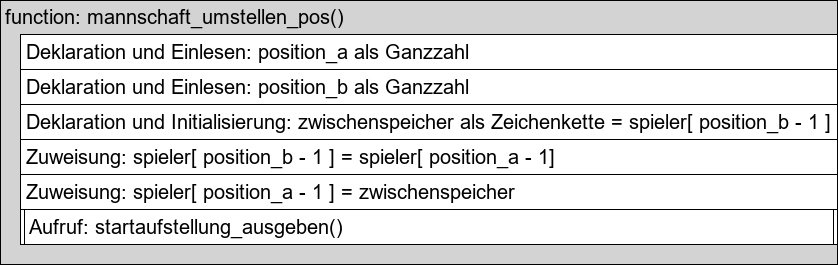 function: mannschaft_umstellen_pos()
Deklaration und Einlesen: position_a als Ganzzahl
Deklaration und Einlesen: position_b als Ganzzahl
Deklaration und Initialisierung: zwischenspeicher als Zeichenkette = spieler[ position_b - 1 ]
Zuweisung: spieler[ position_b - 1 ] = spieler[ position_a - 1]
Zuweisung: spieler[ position_a - 1 ] = zwischenspeicher
Aufruf: startaufstellung_ausgeben()